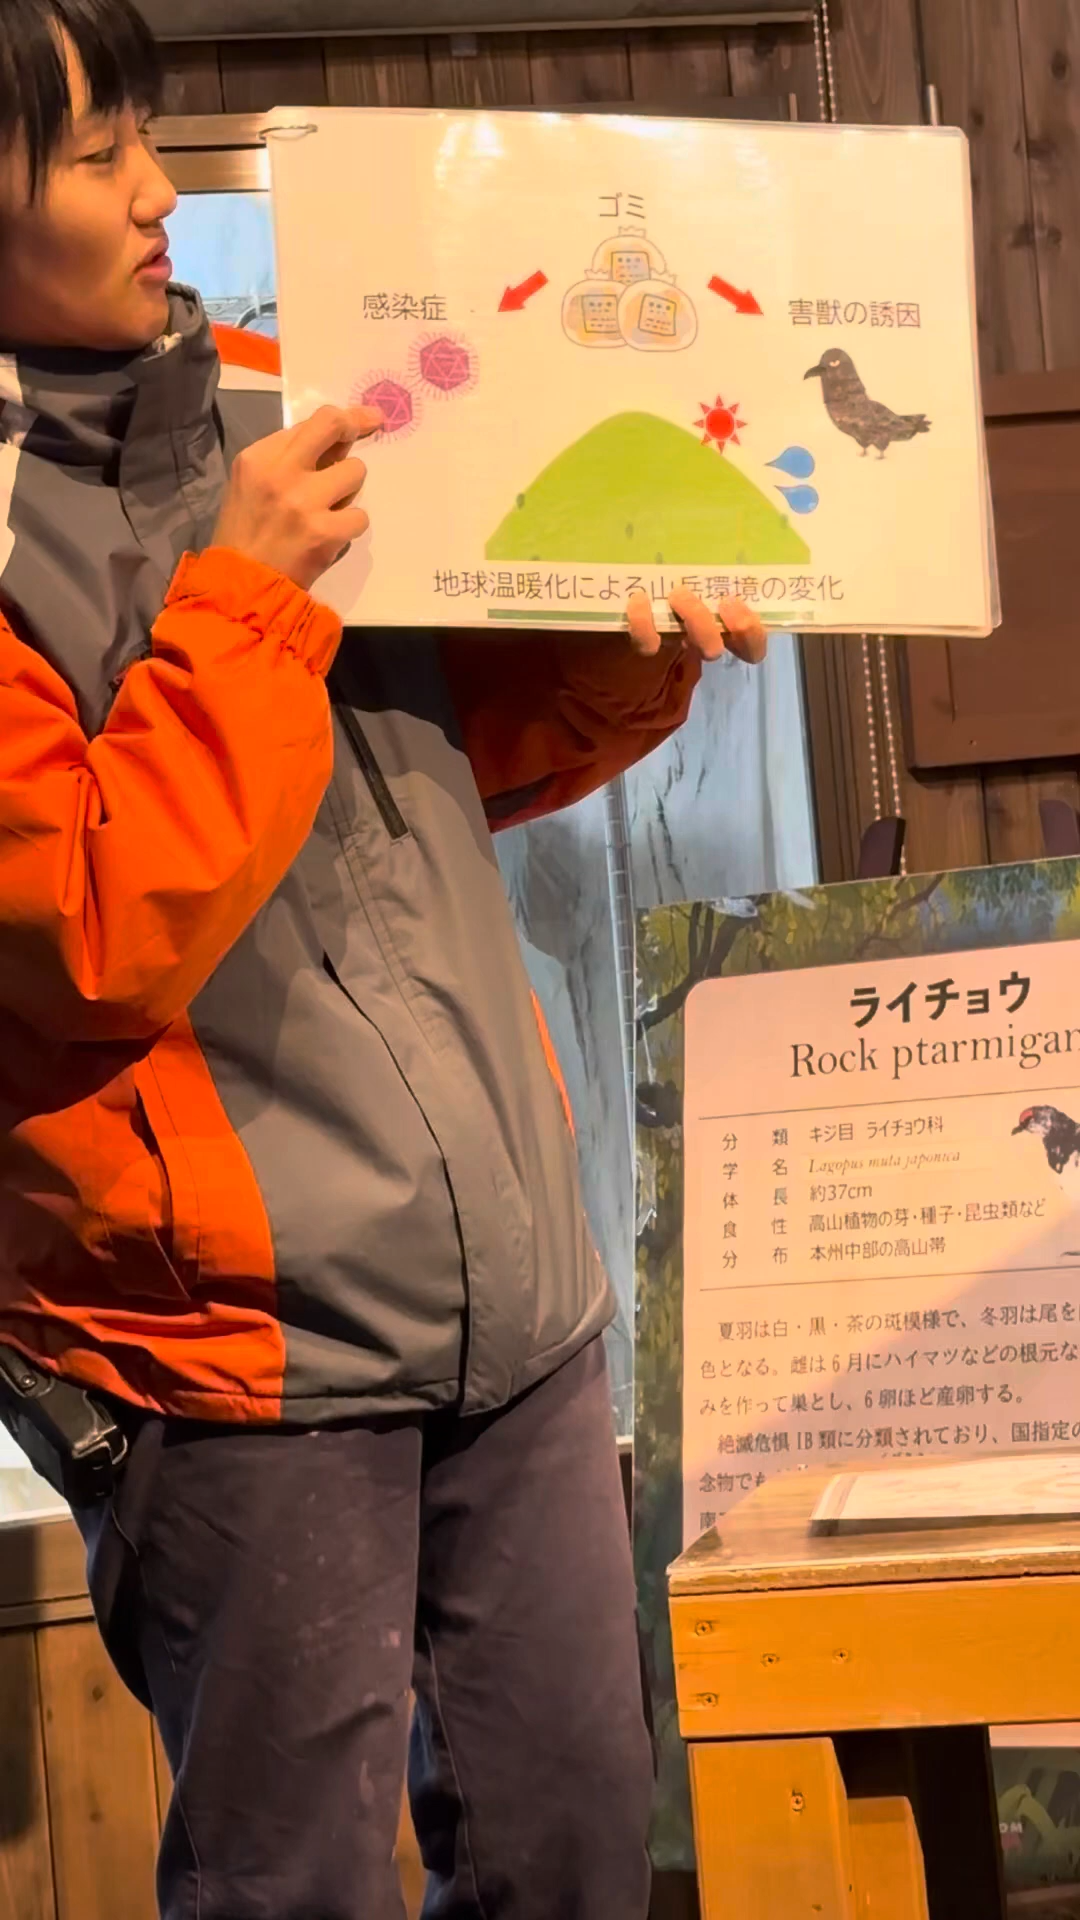 ゴミ
感染症
害獣の誘因
地球温暖化による山岳環境の変化
ライチョウ
Rock ptarmigan
分類 キジ目 ライチョウ科
学名 Lagopus muta japonica
体長 約37cm
食性 高山植物の芽・種子・昆虫類など
分布 本州中部の高山帯
夏羽は白・黒・茶の斑模様で、冬羽は尾を
色となる。雌は6月にハイマツなどの根元な
みを作って巣とし、6卵ほど産卵する。
絶滅危惧IB類に分類されており、国指定の
念物でも
南